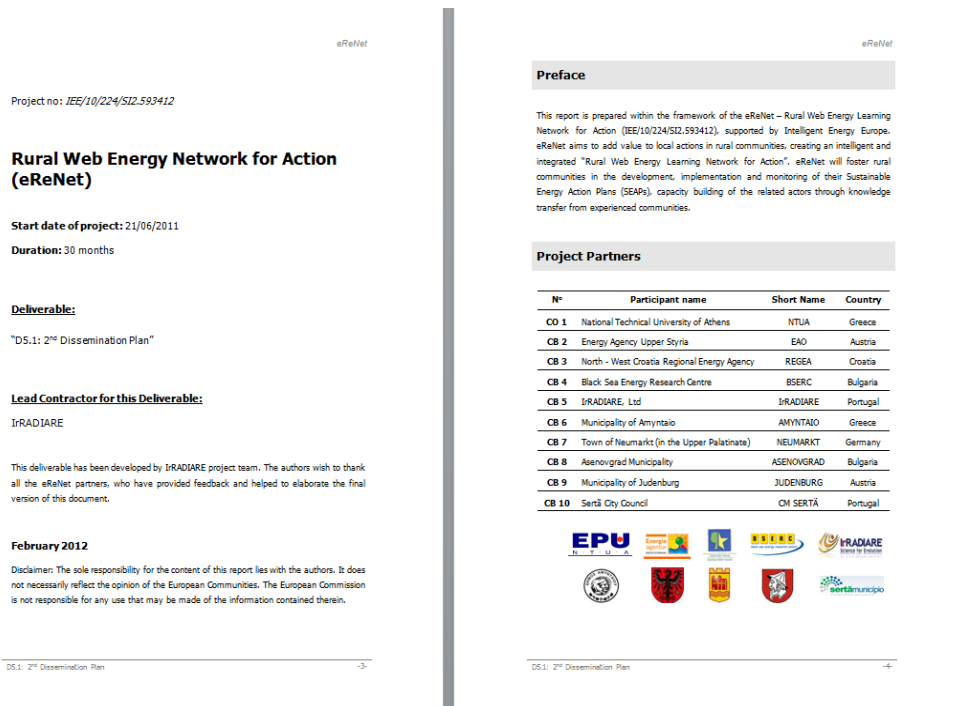 eReNet
Project no: IEE/10/224/SI2.593412
Rural Web Energy Network for Action
(eReNet)
Start date of project: 21/06/2011
Duration: 30 months
Deliverable:
"D5.1: 2nd Dissemination Plan"
Lead Contractor for this Deliverable:
IrRADIARE
This deliverable has been developed by IrRADIARE project team. The authors wish to thank
all the eReNet partners, who have provided feedback and helped to elaborate the final
version of this document.
February 2012
Disclaimer: The sole responsibility for the content of this report lies with the authors. It does
not necessarily reflect the opinion of the European Communities. The European Commission
is not responsible for any use that may be made of the information contained therein.
D5.1: 2nd Dissemination Plan -3-
eReNet
Preface
This report is prepared within the framework of the eReNet – Rural Web Energy Learning
Network for Action (IEE/10/224/SI2.593412), supported by Intelligent Energy Europe.
eReNet aims to add value to local actions in rural communities, creating an intelligent and
integrated "Rural Web Energy Learning Network for Action". eReNet will foster rural
communities in the development, implementation and monitoring of their Sustainable
Energy Action Plans (SEAPs), capacity building of the related actors through knowledge
transfer from experienced communities.
Project Partners
Nº Participant name Short Name Country
CO 1 National Technical University of Athens NTUA Greece
CB 2 Energy Agency Upper Styria EAO Austria
CB 3 North - West Croatia Regional Energy Agency REGEA Croatia
CB 4 Black Sea Energy Research Centre BSERC Bulgaria
CB 5 IrRADIARE, Ltd IrRADIARE Portugal
CB 6 Municipality of Amyntaio AMYNTAIO Greece
CB 7 Town of Neumarkt (in the Upper Palatinate) NEUMARKT Germany
CB 8 Asenovgrad Municipality ASENOVGRAD Bulgaria
CB 9 Municipality of Judenburg JUDENBURG Austria
CB 10 Sertã City Council CM SERTÃ Portugal
EPU
N·T·U·A
Energie
agentur
BSERC
IrRADIARE
Science for Evolution
sertãmunicípio
D5.1: 2nd Dissemination Plan -4-